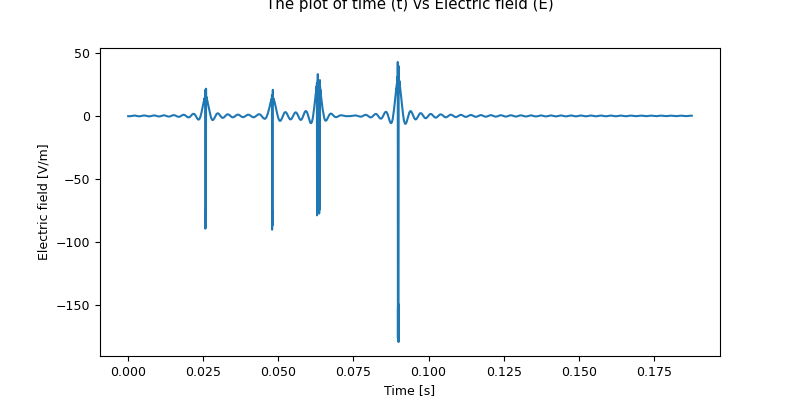 The plot of time (t) vs Electric field (E)
50
0
−50
−100
−150
Electric field [V/m]
0.000 0.025 0.050 0.075 0.100 0.125 0.150 0.175
Time [s]